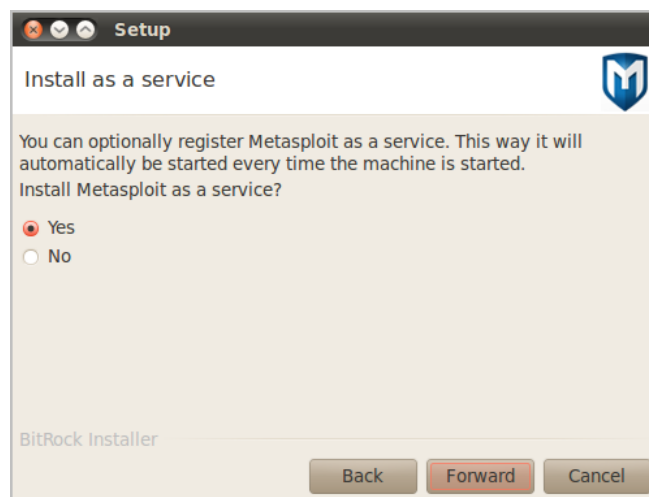 Setup
Install as a service
You can optionally register Metasploit as a service. This way it will
automatically be started every time the machine is started.
Install Metasploit as a service?
Yes
No
BitRock Installer
Back Forward Cancel